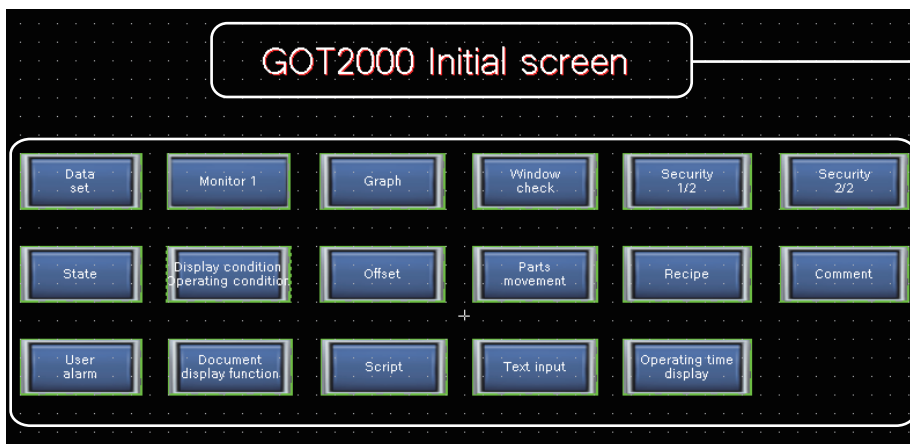 GOT2000 Initial screen
Data
set
Monitor 1
Graph
Window
check
Security
1/2
Security
2/2
State
Display condition
Operating condition
Offset
Parts
movement
Recipe
Comment
User
alarm
Document
display function
Script
Text input
Operating time
display